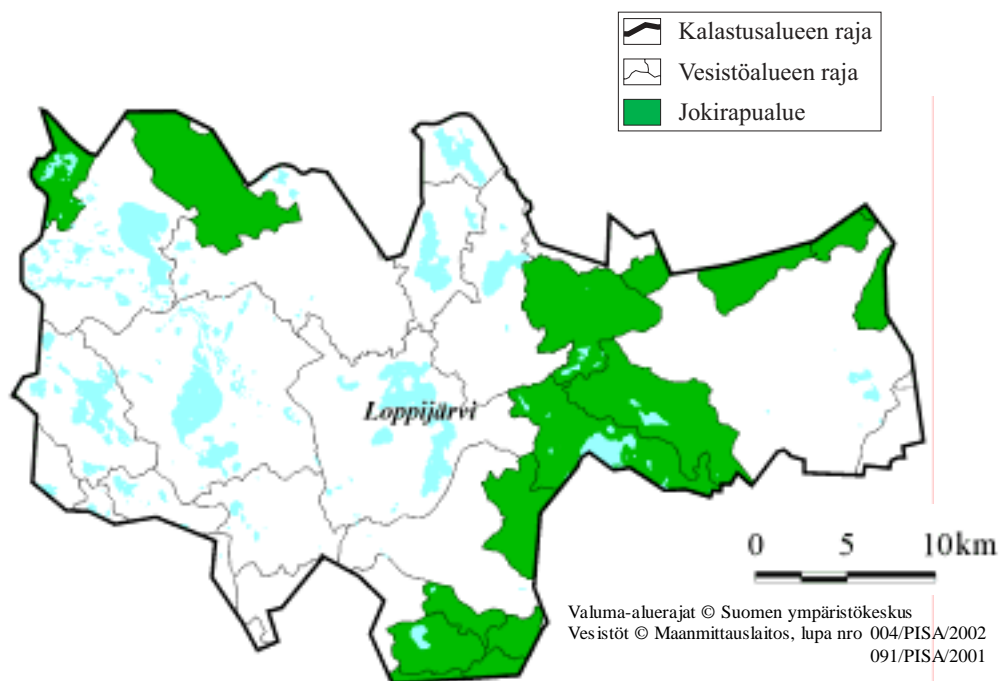 Kalastusalueen raja
Vesistöalueen raja
Jokirapualue
Loppijärvi
0 5 10km
Valuma-aluerajat © Suomen ympäristökeskus
Vesistöt © Maanmittauslaitos, lupa nro 004/PISA/2002
091/PISA/2001